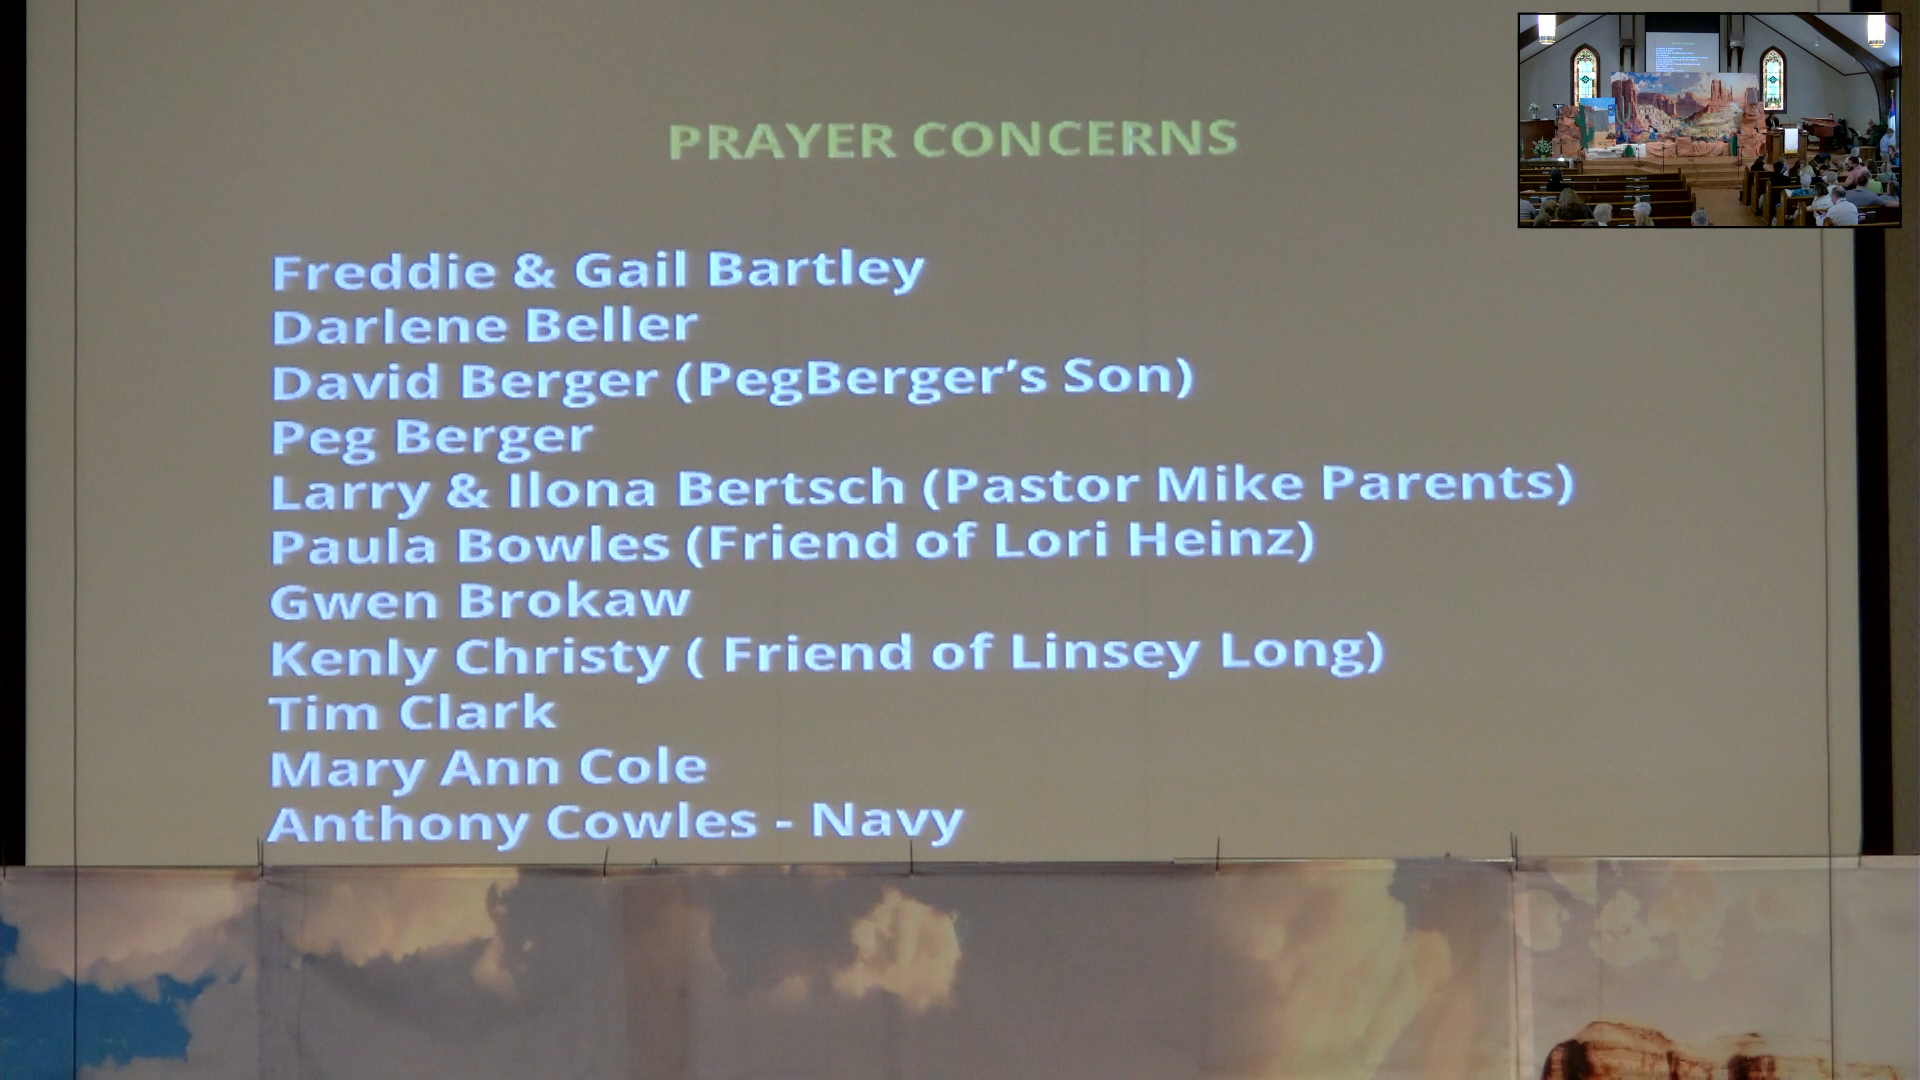 PRAYER CONCERNS
Freddie & Gail Bartley
Darlene Beller
David Berger (PegBerger’s Son)
Peg Berger
Larry & Ilona Bertsch (Pastor Mike Parents)
Paula Bowles (Friend of Lori Heinz)
Gwen Brokaw
Kenly Christy ( Friend of Linsey Long)
Tim Clark
Mary Ann Cole
Anthony Cowles - Navy